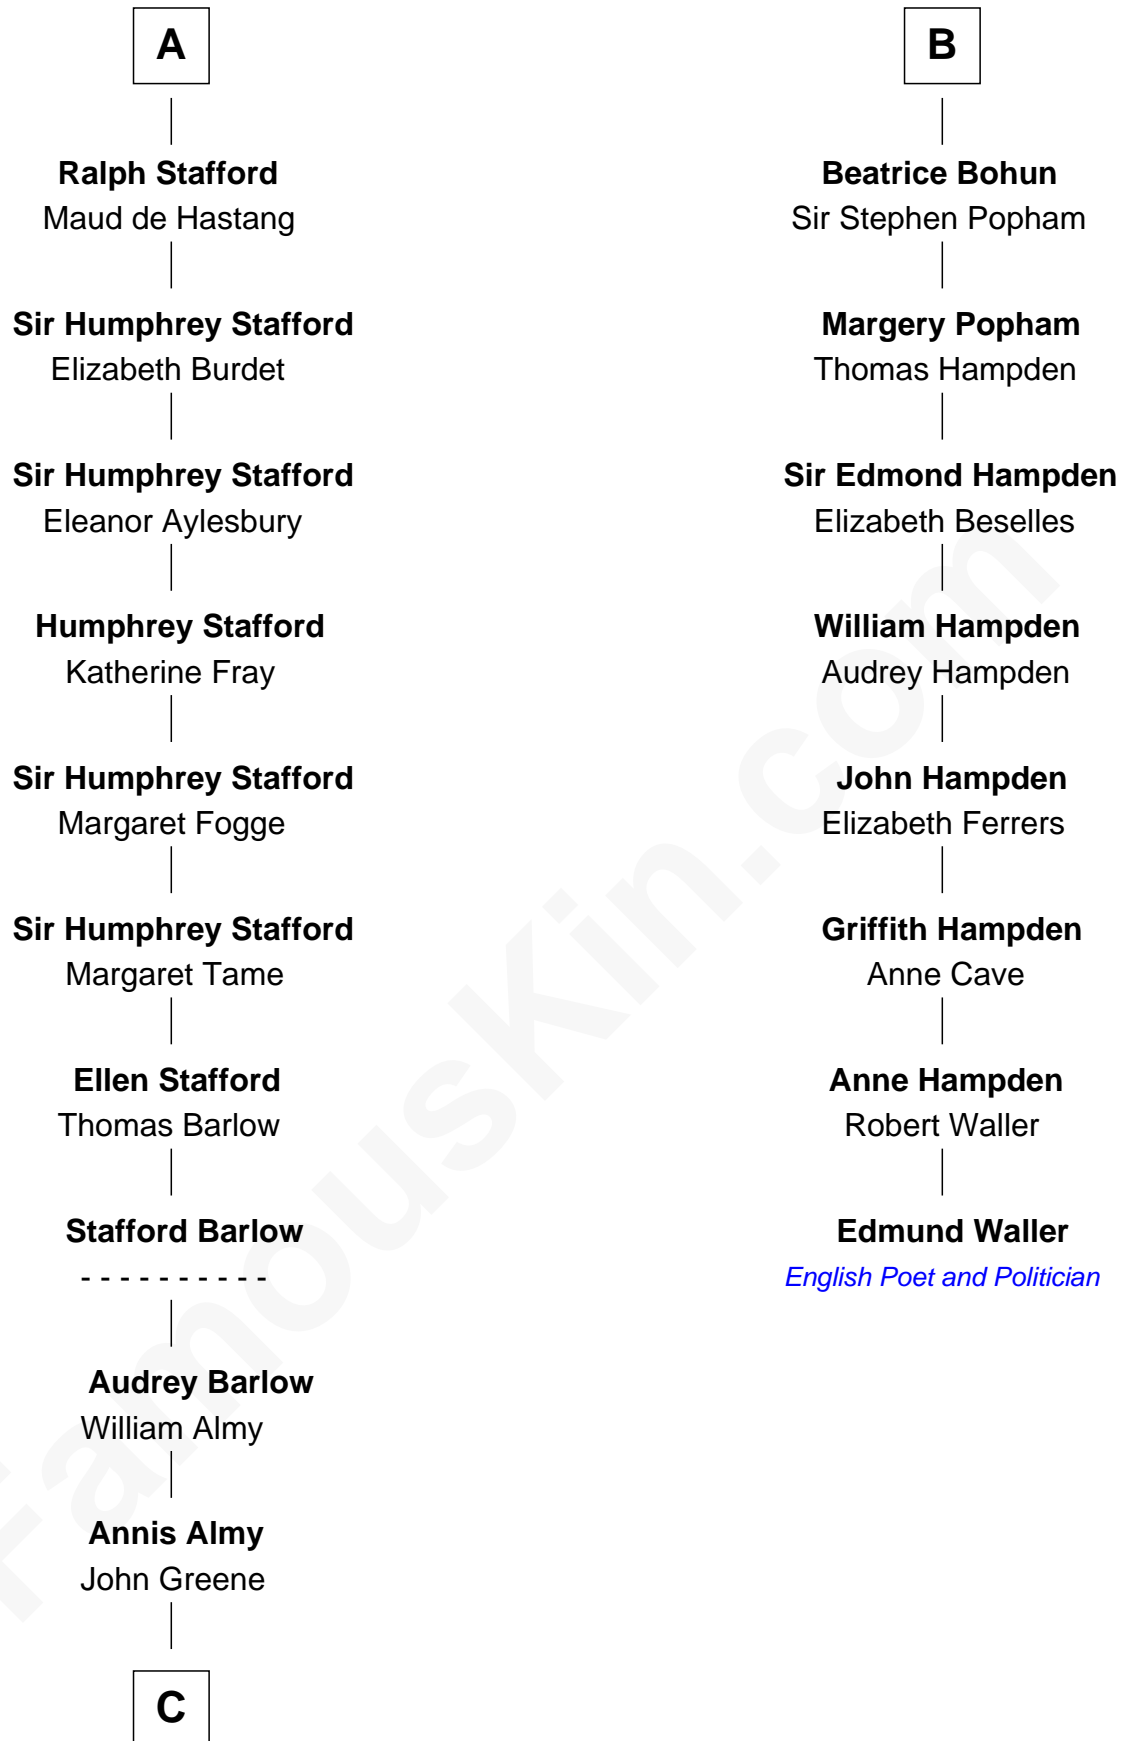 A
Ralph Stafford
Maud de Hastang
Sir Humphrey Stafford
Elizabeth Burdet
Sir Humphrey Stafford
Eleanor Aylesbury
Humphrey Stafford
Katherine Fray
Sir Humphrey Stafford
Margaret Fogge
Sir Humphrey Stafford
Margaret Tame
Ellen Stafford
Thomas Barlow
Stafford Barlow
- - - - - - - - - -
Audrey Barlow
William Almy
Annis Almy
John Greene
C
B
Beatrice Bohun
Sir Stephen Popham
Margery Popham
Thomas Hampden
Sir Edmond Hampden
Elizabeth Beselles
William Hampden
Audrey Hampden
John Hampden
Elizabeth Ferrers
Griffith Hampden
Anne Cave
Anne Hampden
Robert Waller
Edmund Waller
English Poet and Politician
FamousKin.com